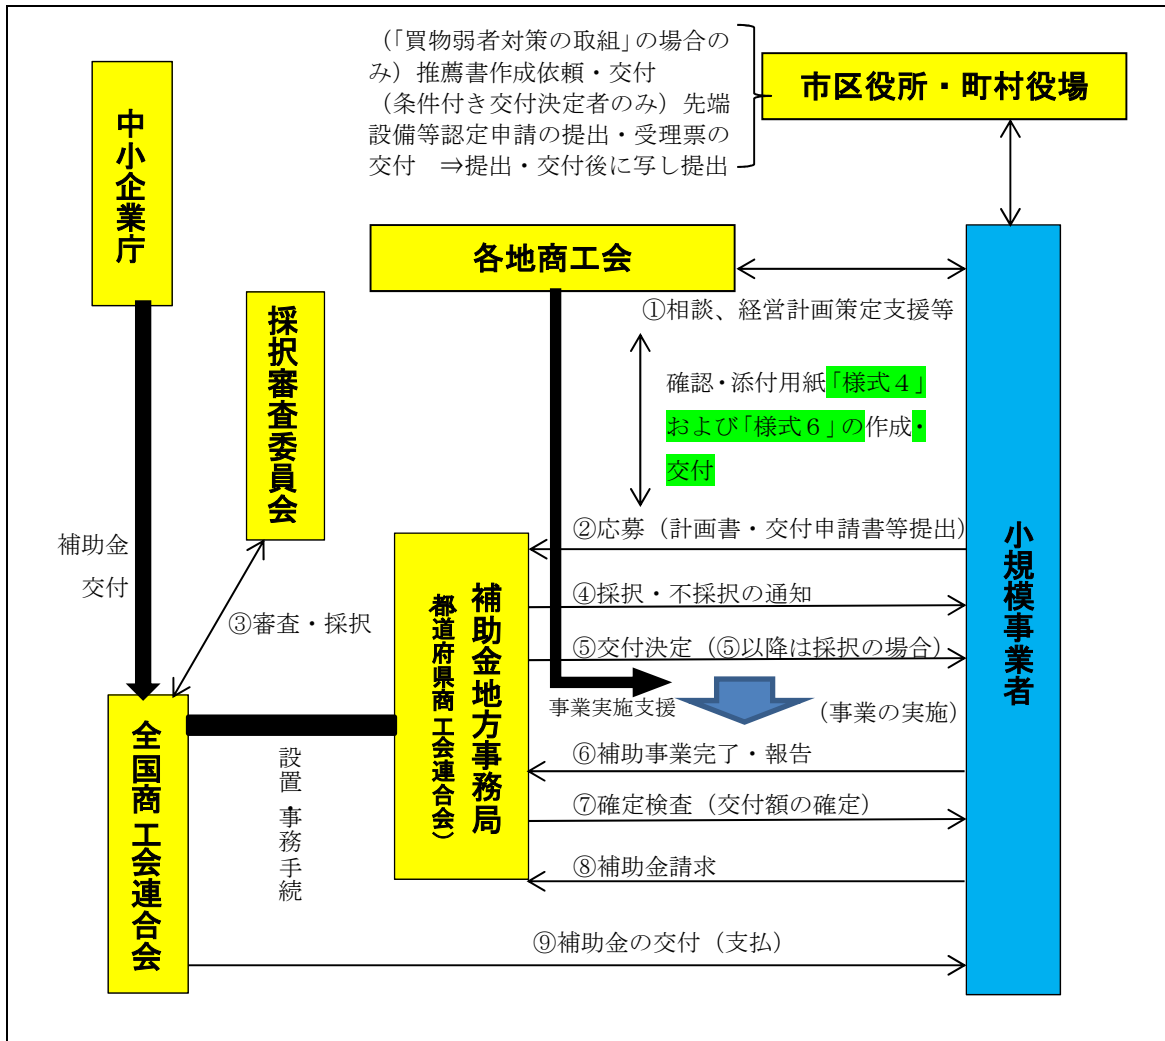 （「買物弱者対策の取組」の場合の
み）推薦書作成依頼・交付
（条件付き交付決定者のみ）先端
設備等認定申請の提出・受理票の
交付　⇒提出・交付後に写し提出
市区役所・町村役場
中小企業庁
各地商工会
採択審査委員会
①相談、経営計画策定支援等
確認・添付用紙「様式４」
および「様式６」の作成・
交付
補助金
交付
③審査・採択
②応募（計画書・交付申請書等提出）
補助金地方事務局
（都道府県商工会連合会）
小規模事業者
④採択・不採択の通知
⑤交付決定（⑤以降は採択の場合）
事業実施支援
（事業の実施）
全国商工会連合会
設置・事務手続
⑥補助事業完了・報告
⑦確定検査（交付額の確定）
⑧補助金請求
⑨補助金の交付（支払）